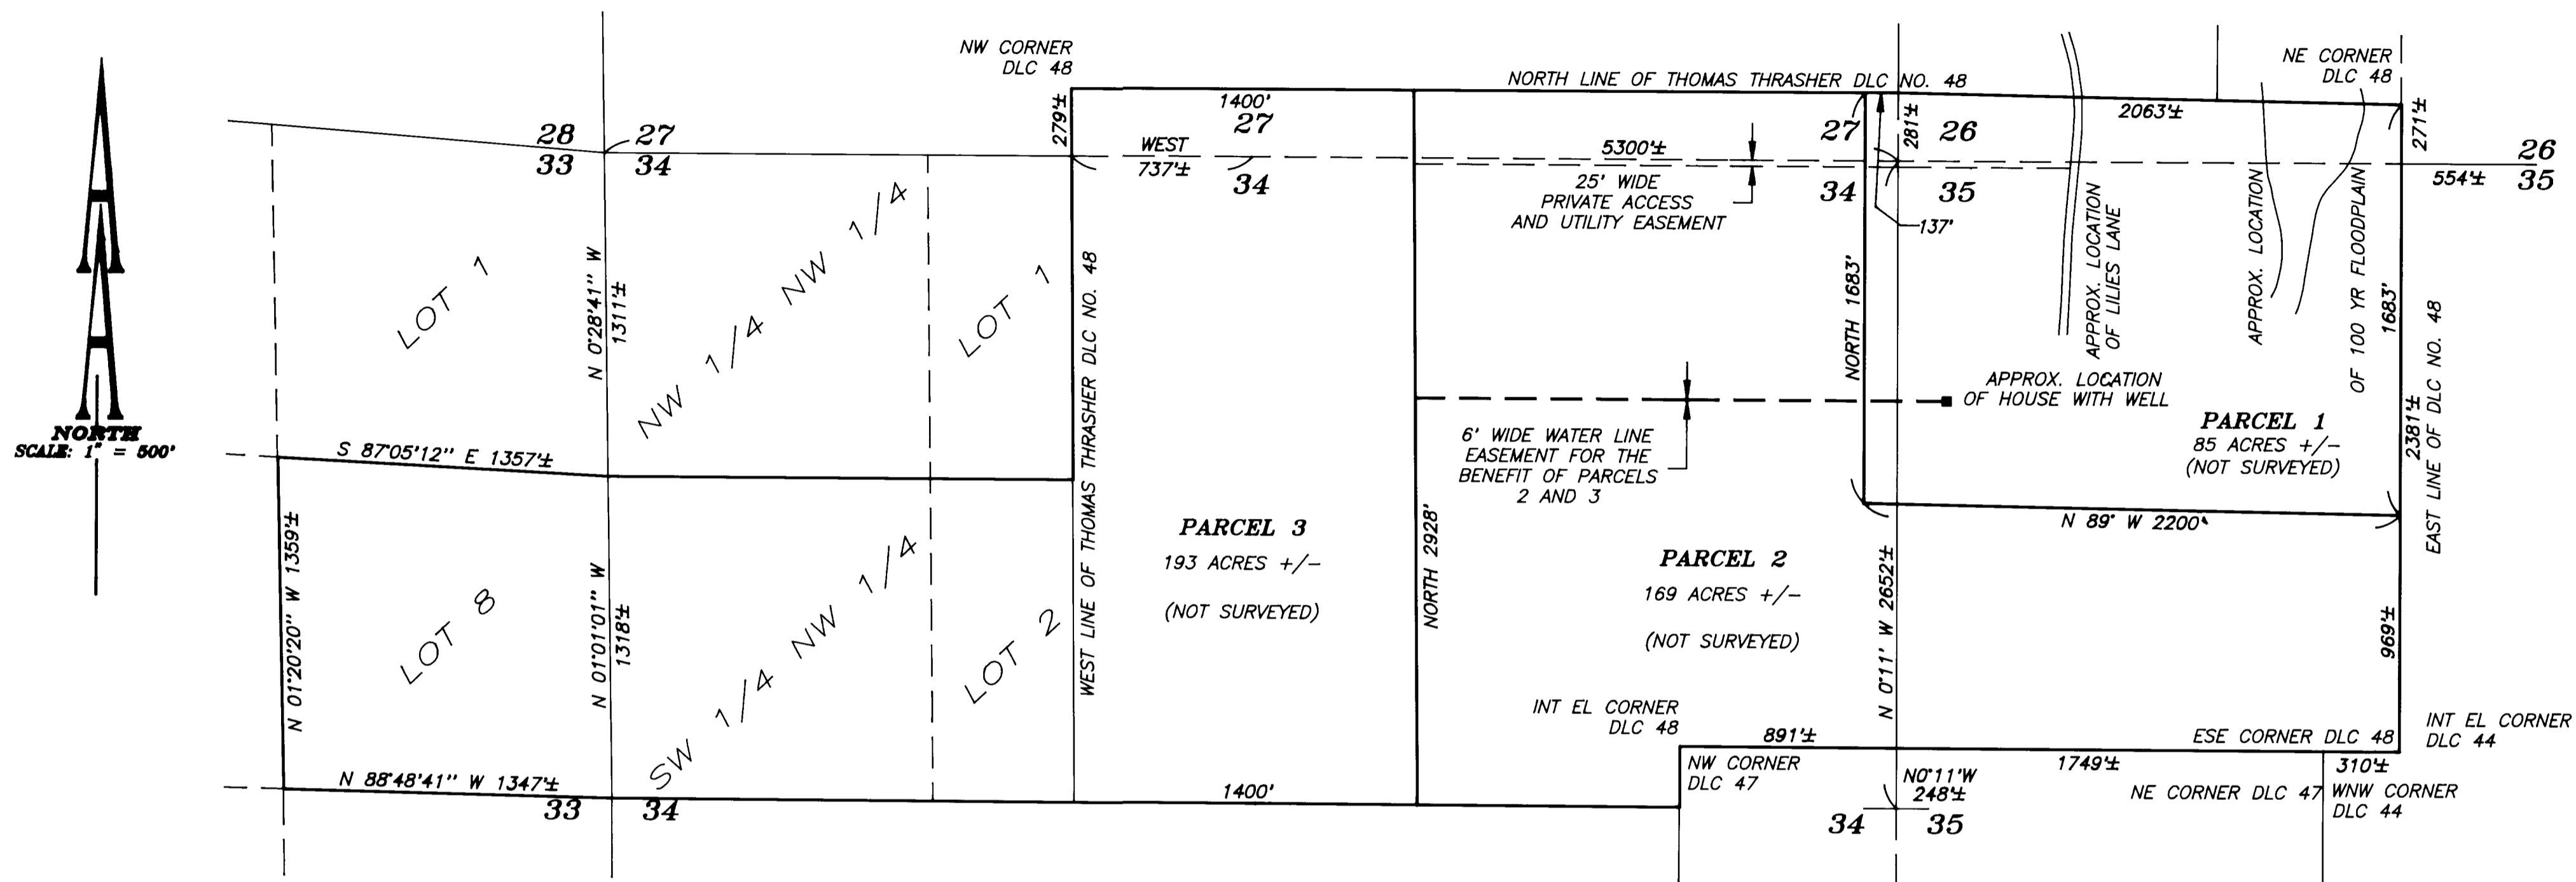 NORTH
SCALE: 1" = 500'
NW CORNER
DLC 48
NORTH LINE OF THOMAS THRASHER DLC NO. 48
NE CORNER
DLC 48
279'±
1400'
27
WEST
737'±
34
28
27
33
34
5300'±
25' WIDE
PRIVATE ACCESS
AND UTILITY EASEMENT
27
26
34
35
281'±
137'
2063'±
271'±
554'±
26
35
LOT 1
N 0°28'41" W
1311'±
NW 1/4 NW 1/4
LOT 1
WEST LINE OF THOMAS THRASHER DLC NO. 48
NORTH 1683'
APPROX. LOCATION
OF LILIES LANE
APPROX. LOCATION
OF 100 YR FLOODPLAIN
1683'
2381'±
EAST LINE OF DLC NO. 48
APPROX. LOCATION
OF HOUSE WITH WELL
PARCEL 1
85 ACRES +/-
(NOT SURVEYED)
6' WIDE WATER LINE
EASEMENT FOR THE
BENEFIT OF PARCELS
2 AND 3
S 87°05'12" E 1357'±
N 89° W 2200'
N 01°20'20" W 1359'±
LOT 8
N 01°01'01" W
1318'±
SW 1/4 NW 1/4
LOT 2
PARCEL 3
193 ACRES +/-
(NOT SURVEYED)
NORTH 2928'
PARCEL 2
169 ACRES +/-
(NOT SURVEYED)
N 0°11' W 2652'±
969'±
INT EL CORNER
DLC 48
891'±
ESE CORNER DLC 48
INT EL CORNER
DLC 44
NW CORNER
DLC 47
N0°11'W
248'±
1749'±
310'±
NE CORNER DLC 47
WNW CORNER
DLC 44
N 88°48'41" W 1347'±
33
34
1400'
34
35